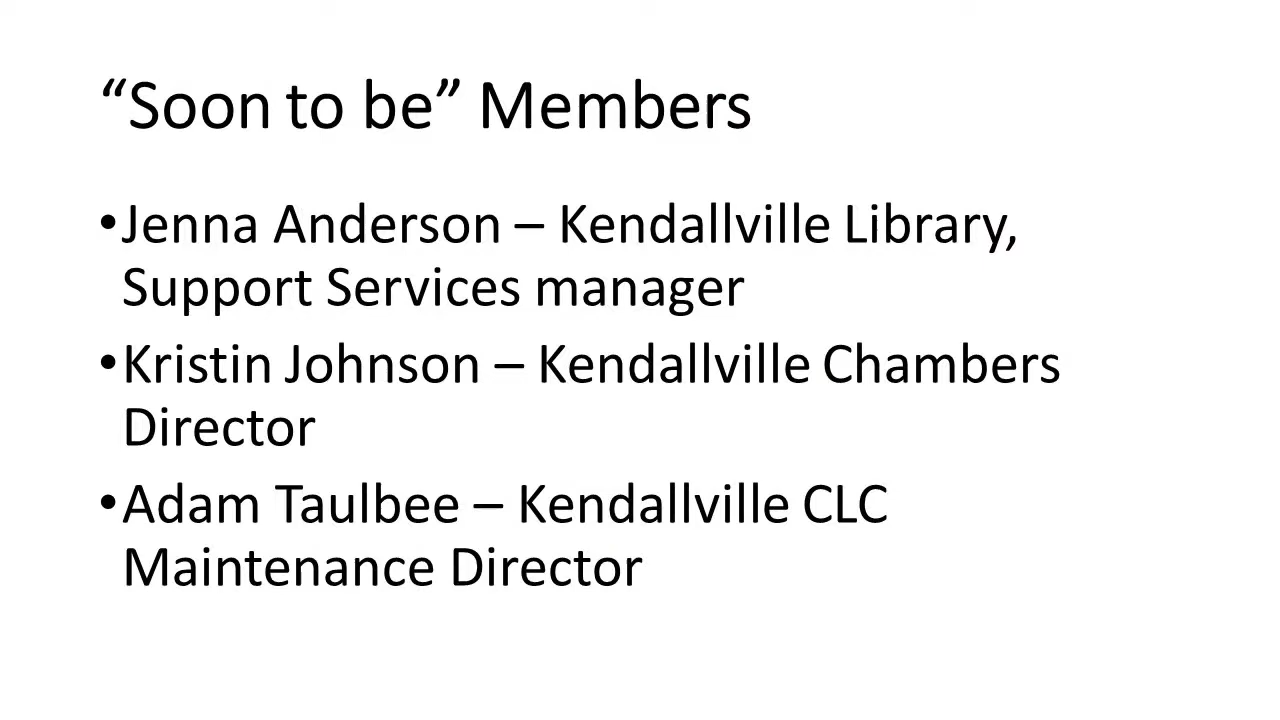 “Soon to be” Members
•Jenna Anderson – Kendallville Library,
Support Services manager
•Kristin Johnson – Kendallville Chambers
Director
•Adam Taulbee – Kendallville CLC
Maintenance Director